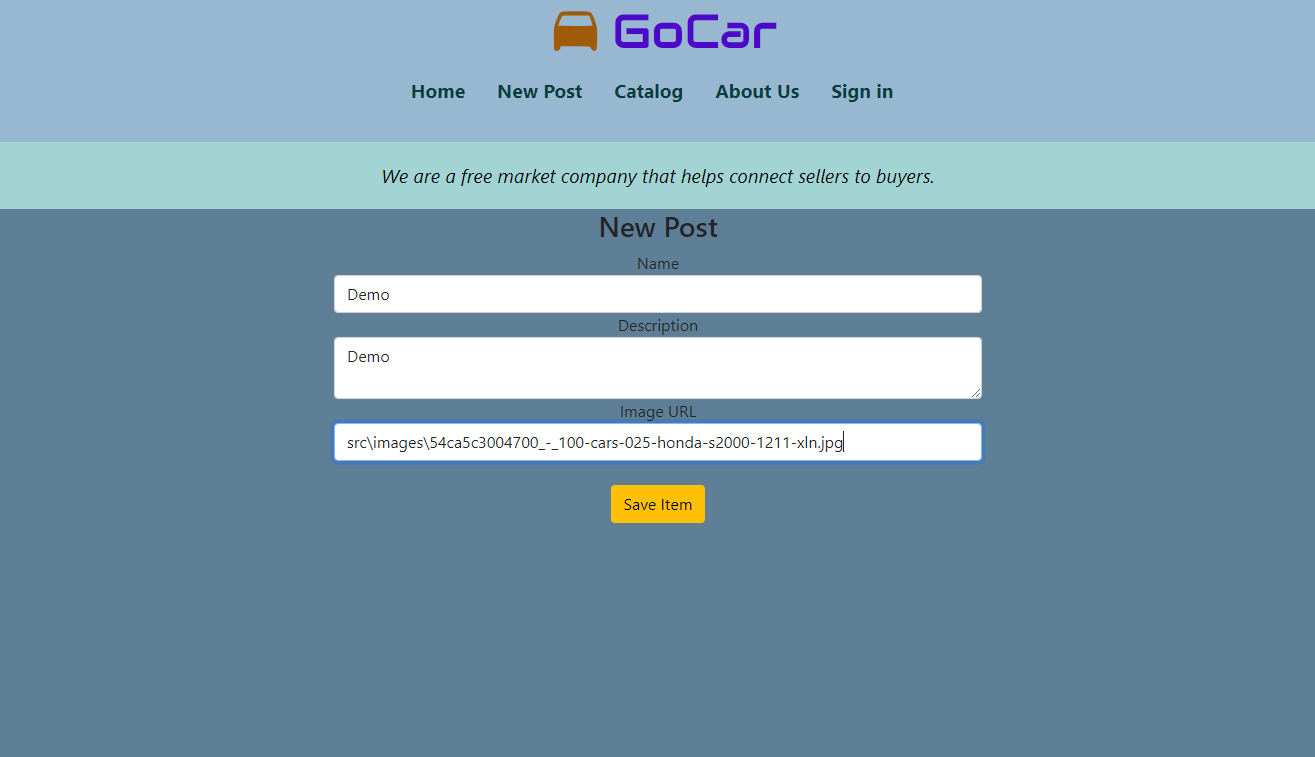 GoCar
Home New Post Catalog About Us Sign in
We are a free market company that helps connect sellers to buyers.
New Post
Name
Demo
Description
Demo
Image URL
src\images\54ca5c3004700_-_100-cars-025-honda-s2000-1211-xln.jpg
Save Item